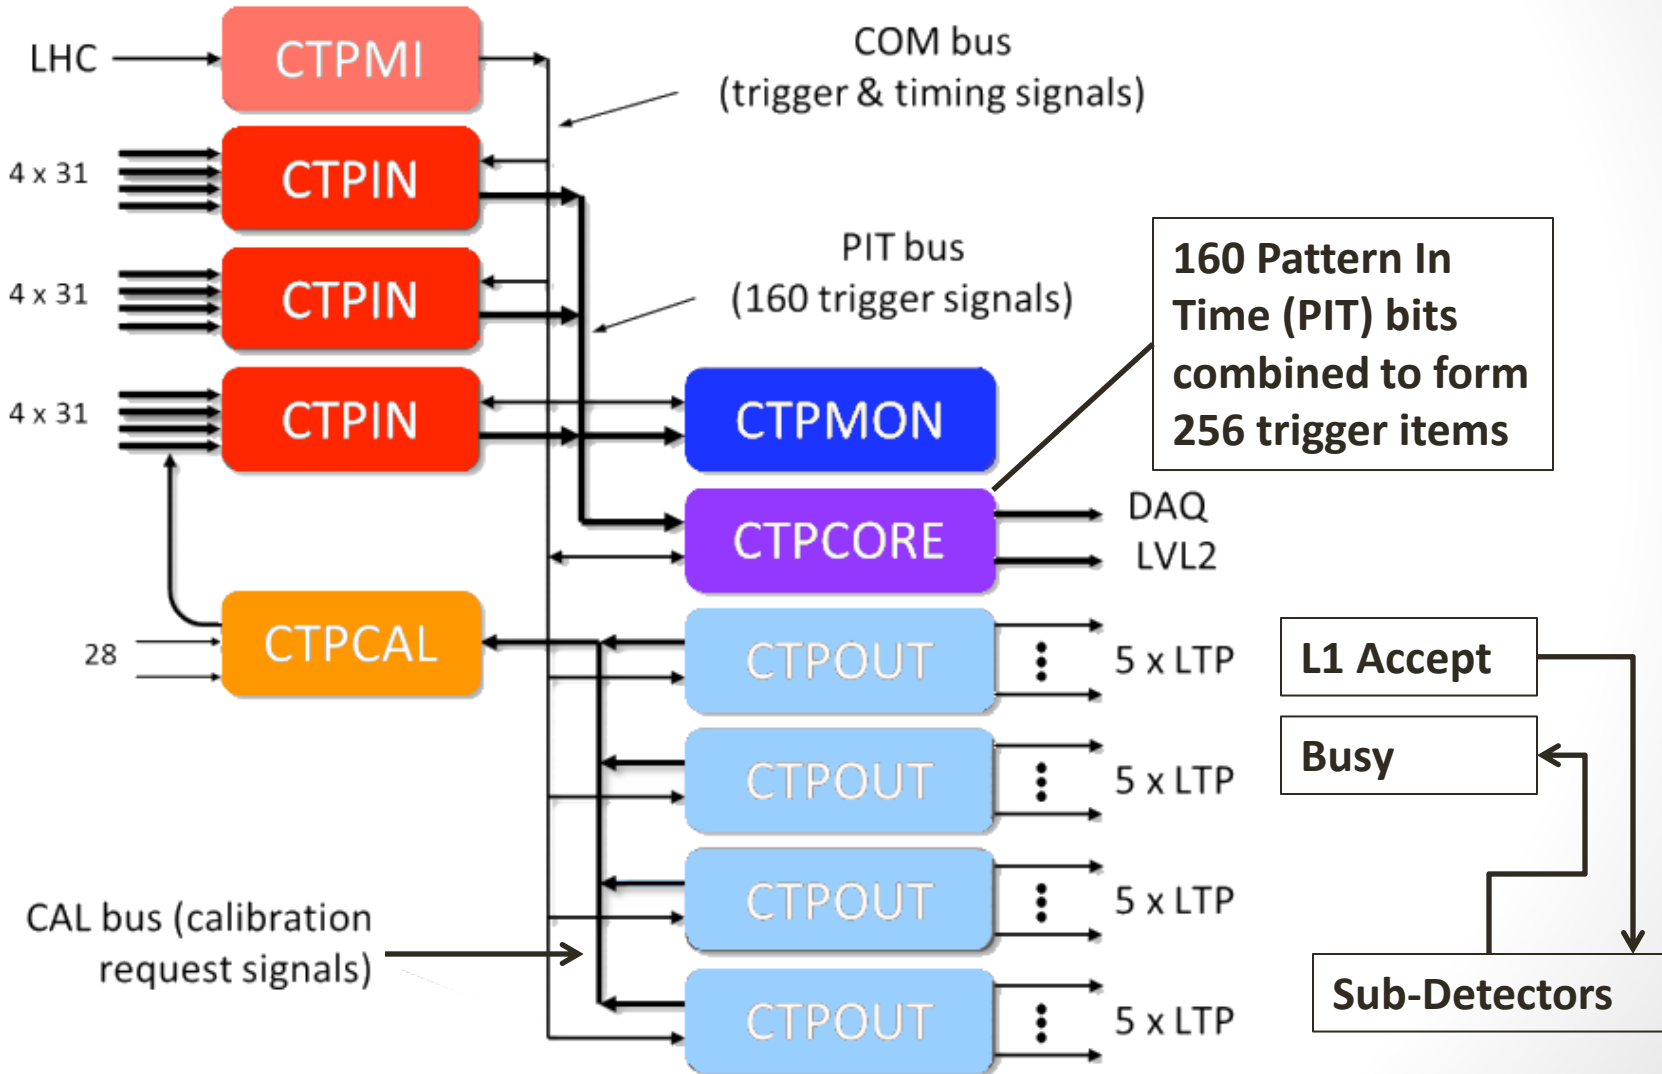 LHC
CTPMI
COM bus
(trigger & timing signals)
4 x 31
CTPIN
4 x 31
CTPIN
PIT bus
(160 trigger signals)
160 Pattern In
Time (PIT) bits
combined to form
256 trigger items
4 x 31
CTPIN
CTPMON
CTPCORE
DAQ
LVL2
28
CTPCAL
CTPOUT
5 x LTP
L1 Accept
CTPOUT
5 x LTP
Busy
CTPOUT
5 x LTP
CAL bus (calibration
request signals)
CTPOUT
5 x LTP
Sub-Detectors